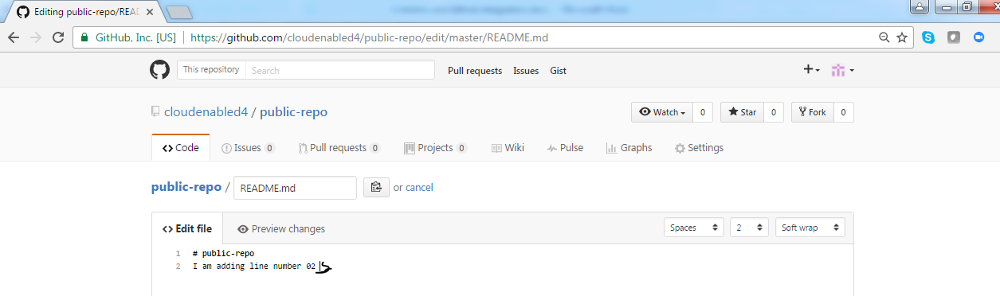 Editing public-repo/REA
GitHub, Inc. [US] https://github.com/cloudenabled4/public-repo/edit/master/README.md
This repository Search Pull requests Issues Gist
cloudenabled4 / public-repo Watch 0 Star 0 Fork 0
Code Issues 0 Pull requests 0 Projects 0 Wiki Pulse Graphs Settings
public-repo / README.md or cancel
Edit file Preview changes Spaces 2 Soft wrap
1 # public-repo
2 I am adding line number 02